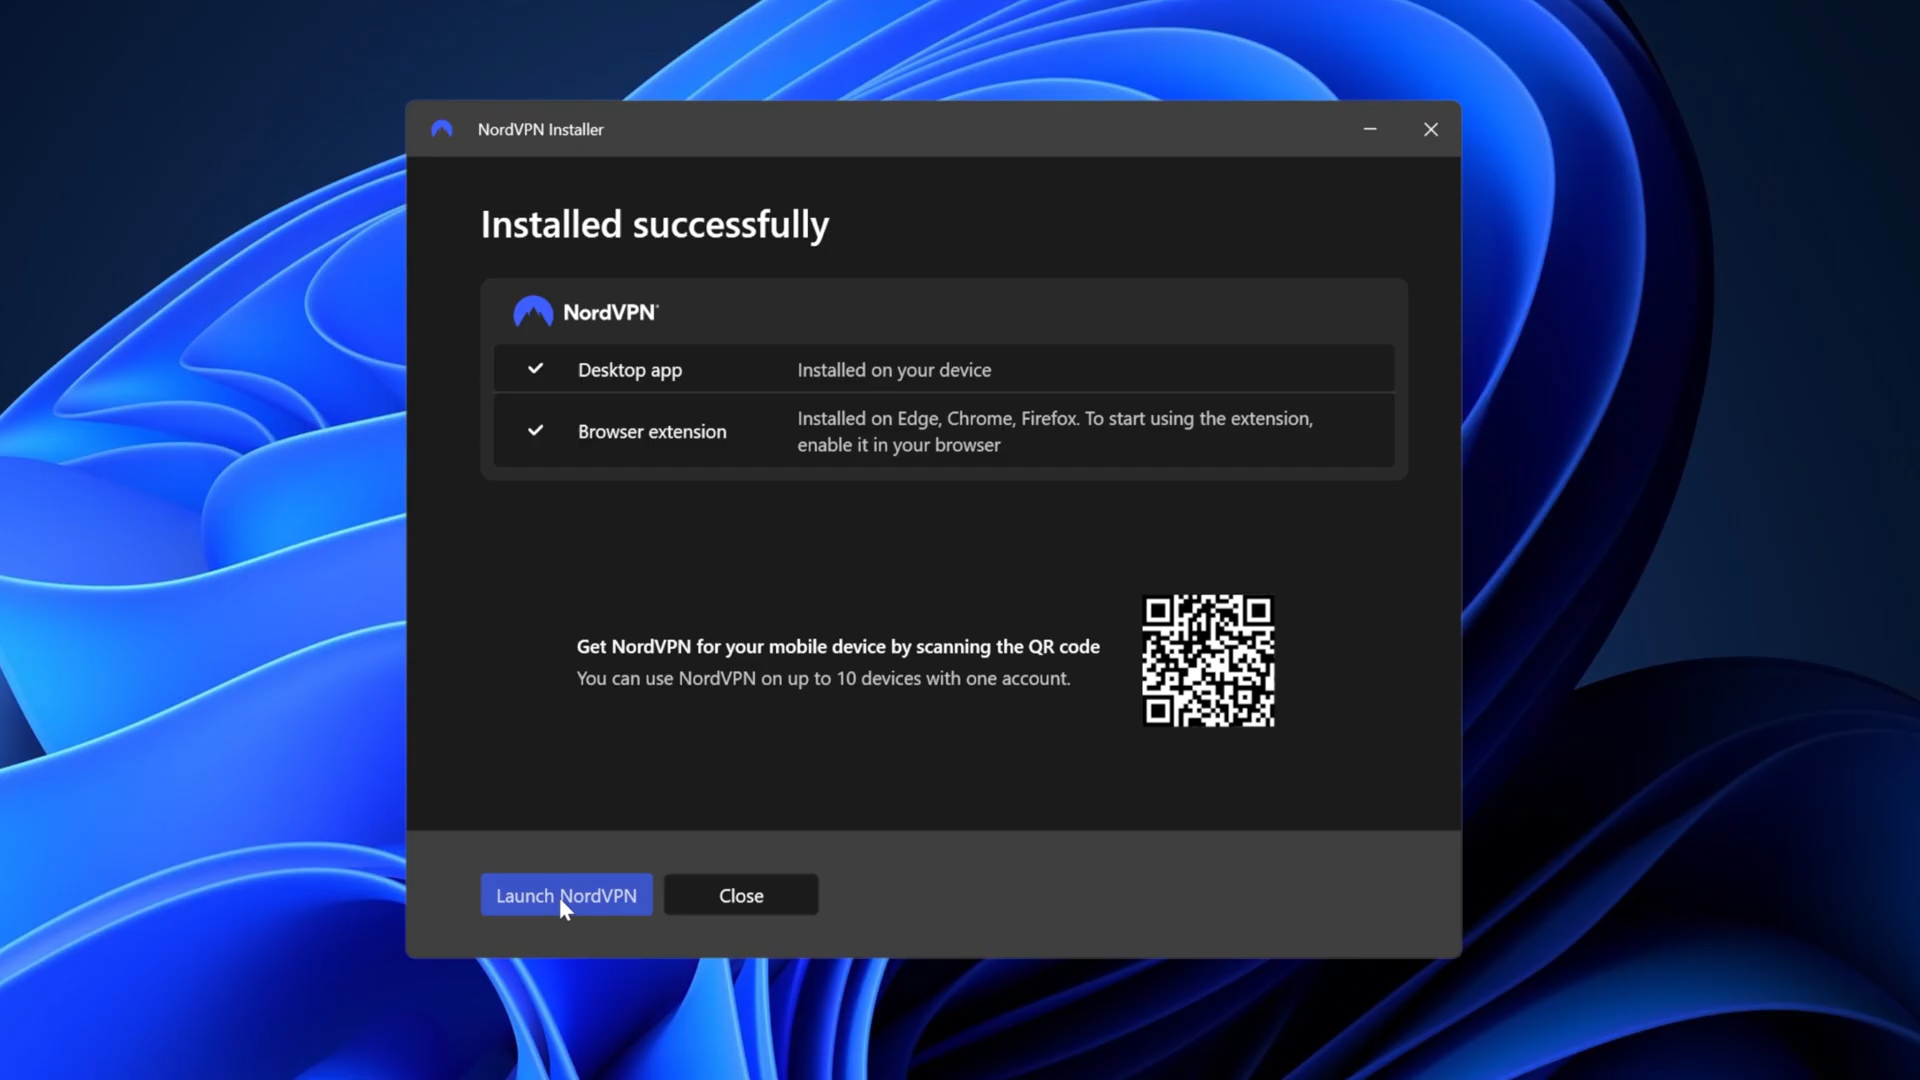 NordVPN Installer
Installed successfully
NordVPN®
Desktop app
Installed on your device
Browser extension
Installed on Edge, Chrome, Firefox. To start using the extension,
enable it in your browser
Get NordVPN for your mobile device by scanning the QR code
You can use NordVPN on up to 10 devices with one account.
Launch NordVPN
Close